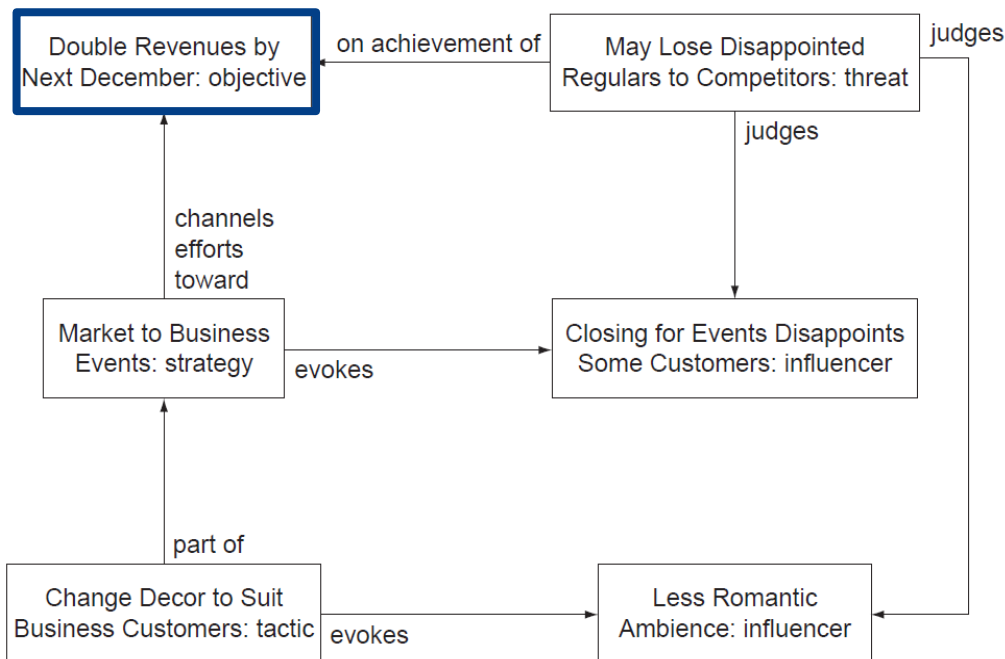 Double Revenues by
Next December: objective
on achievement of
May Lose Disappointed
Regulars to Competitors: threat
judges
judges
channels
efforts
toward
Market to Business
Events: strategy
evokes
Closing for Events Disappoints
Some Customers: influencer
part of
Change Decor to Suit
Business Customers: tactic
evokes
Less Romantic
Ambience: influencer